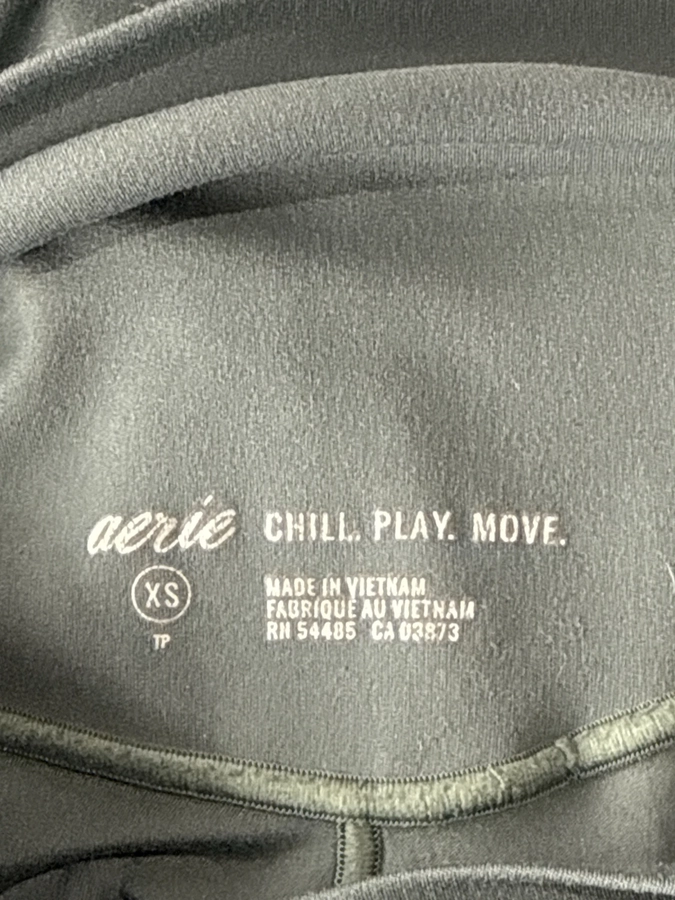 aerie CHILL. PLAY. MOVE.
XS
TP
MADE IN VIETNAM
FABRIQUÉ AU VIETNAM
RN 54485 CA 03873